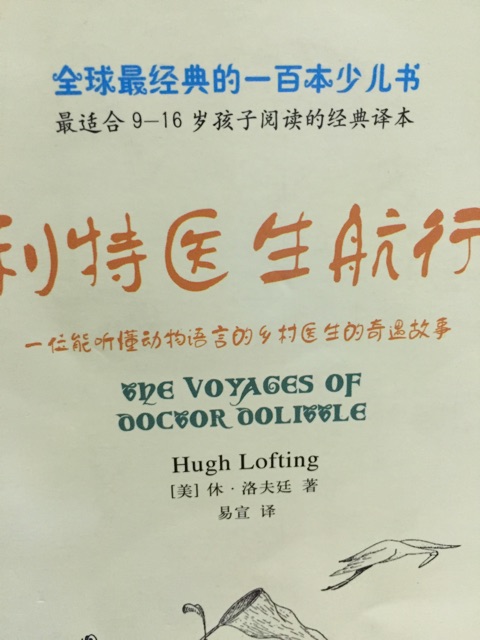 全球最经典的一百本少儿书
最适合9—16岁孩子阅读的经典译本
利特医生航行
一位能听懂动物语言的乡村医生的奇遇故事
THE VOYAGES OF
DOCTOR DOLITTLE
Hugh Lofting
[美] 休·洛夫廷 著
易宣 译